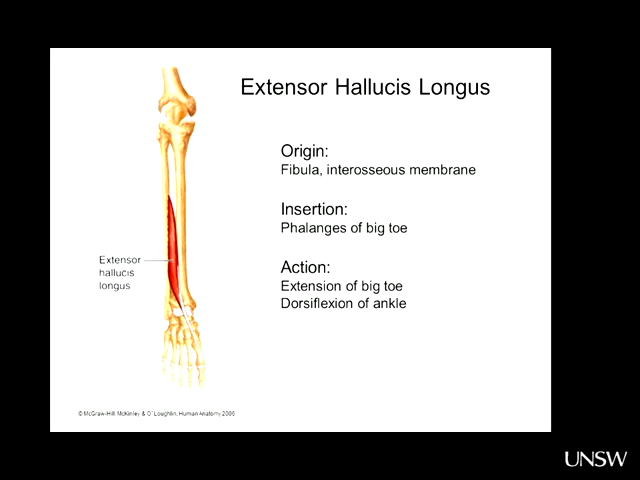 Extensor Hallucis Longus
Origin:
Fibula, interosseous membrane
Insertion:
Phalanges of big toe
Action:
Extension of big toe
Dorsiflexion of ankle
Extensor
hallucis
longus
© McGraw-Hill McKinley & O'Loughlin, Human Anatomy 2006
UNSW